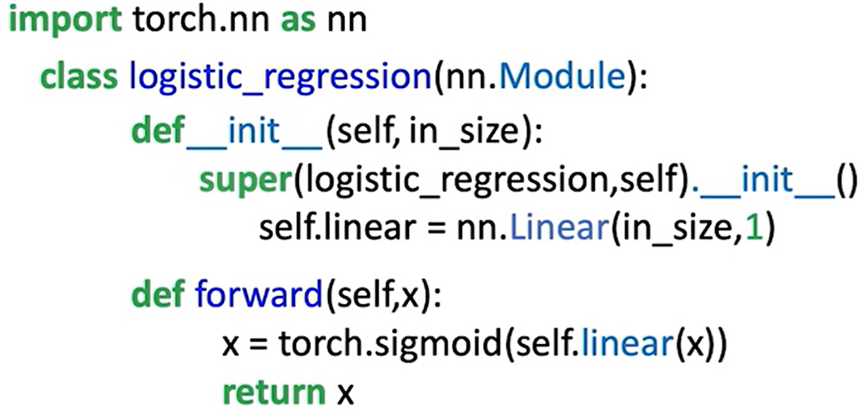 import torch.nn as nn
class logistic_regression(nn.Module):
def__init__(self, in_size):
super(logistic_regression,self).__init__()
self.linear = nn.Linear(in_size,1)
def forward(self,x):
x = torch.sigmoid(self.linear(x))
return x